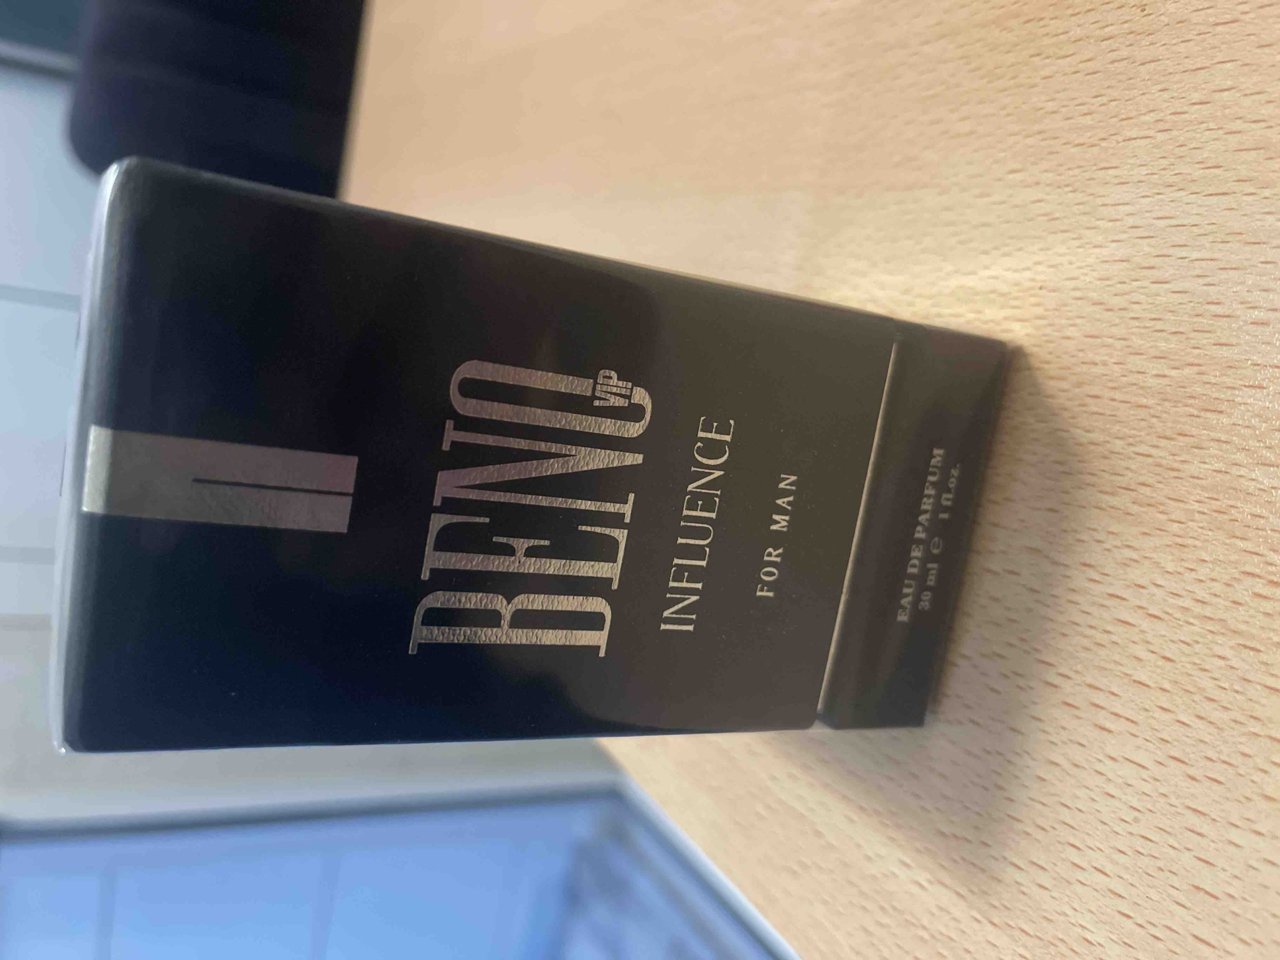 BENO
VIP
INFLUENCE
FOR MAN
EAU DE PARFUM
30 ml ℮ 1 fl.oz.